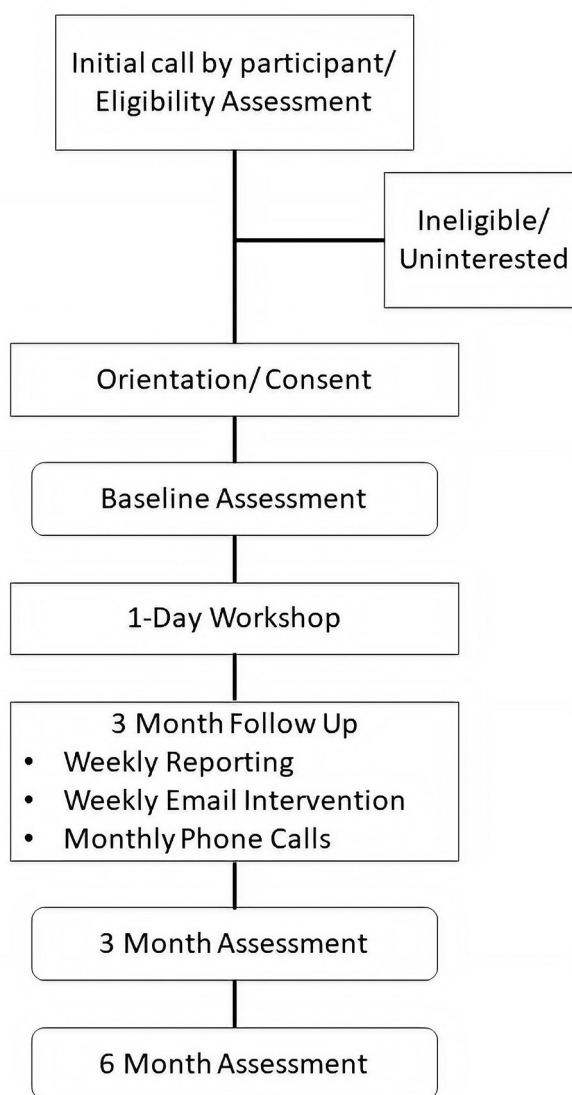 Initial call by participant/
Eligibility Assessment
Ineligible/
Uninterested
Orientation/ Consent
Baseline Assessment
1-Day Workshop
3 Month Follow Up
• Weekly Reporting
• Weekly Email Intervention
• Monthly Phone Calls
3 Month Assessment
6 Month Assessment